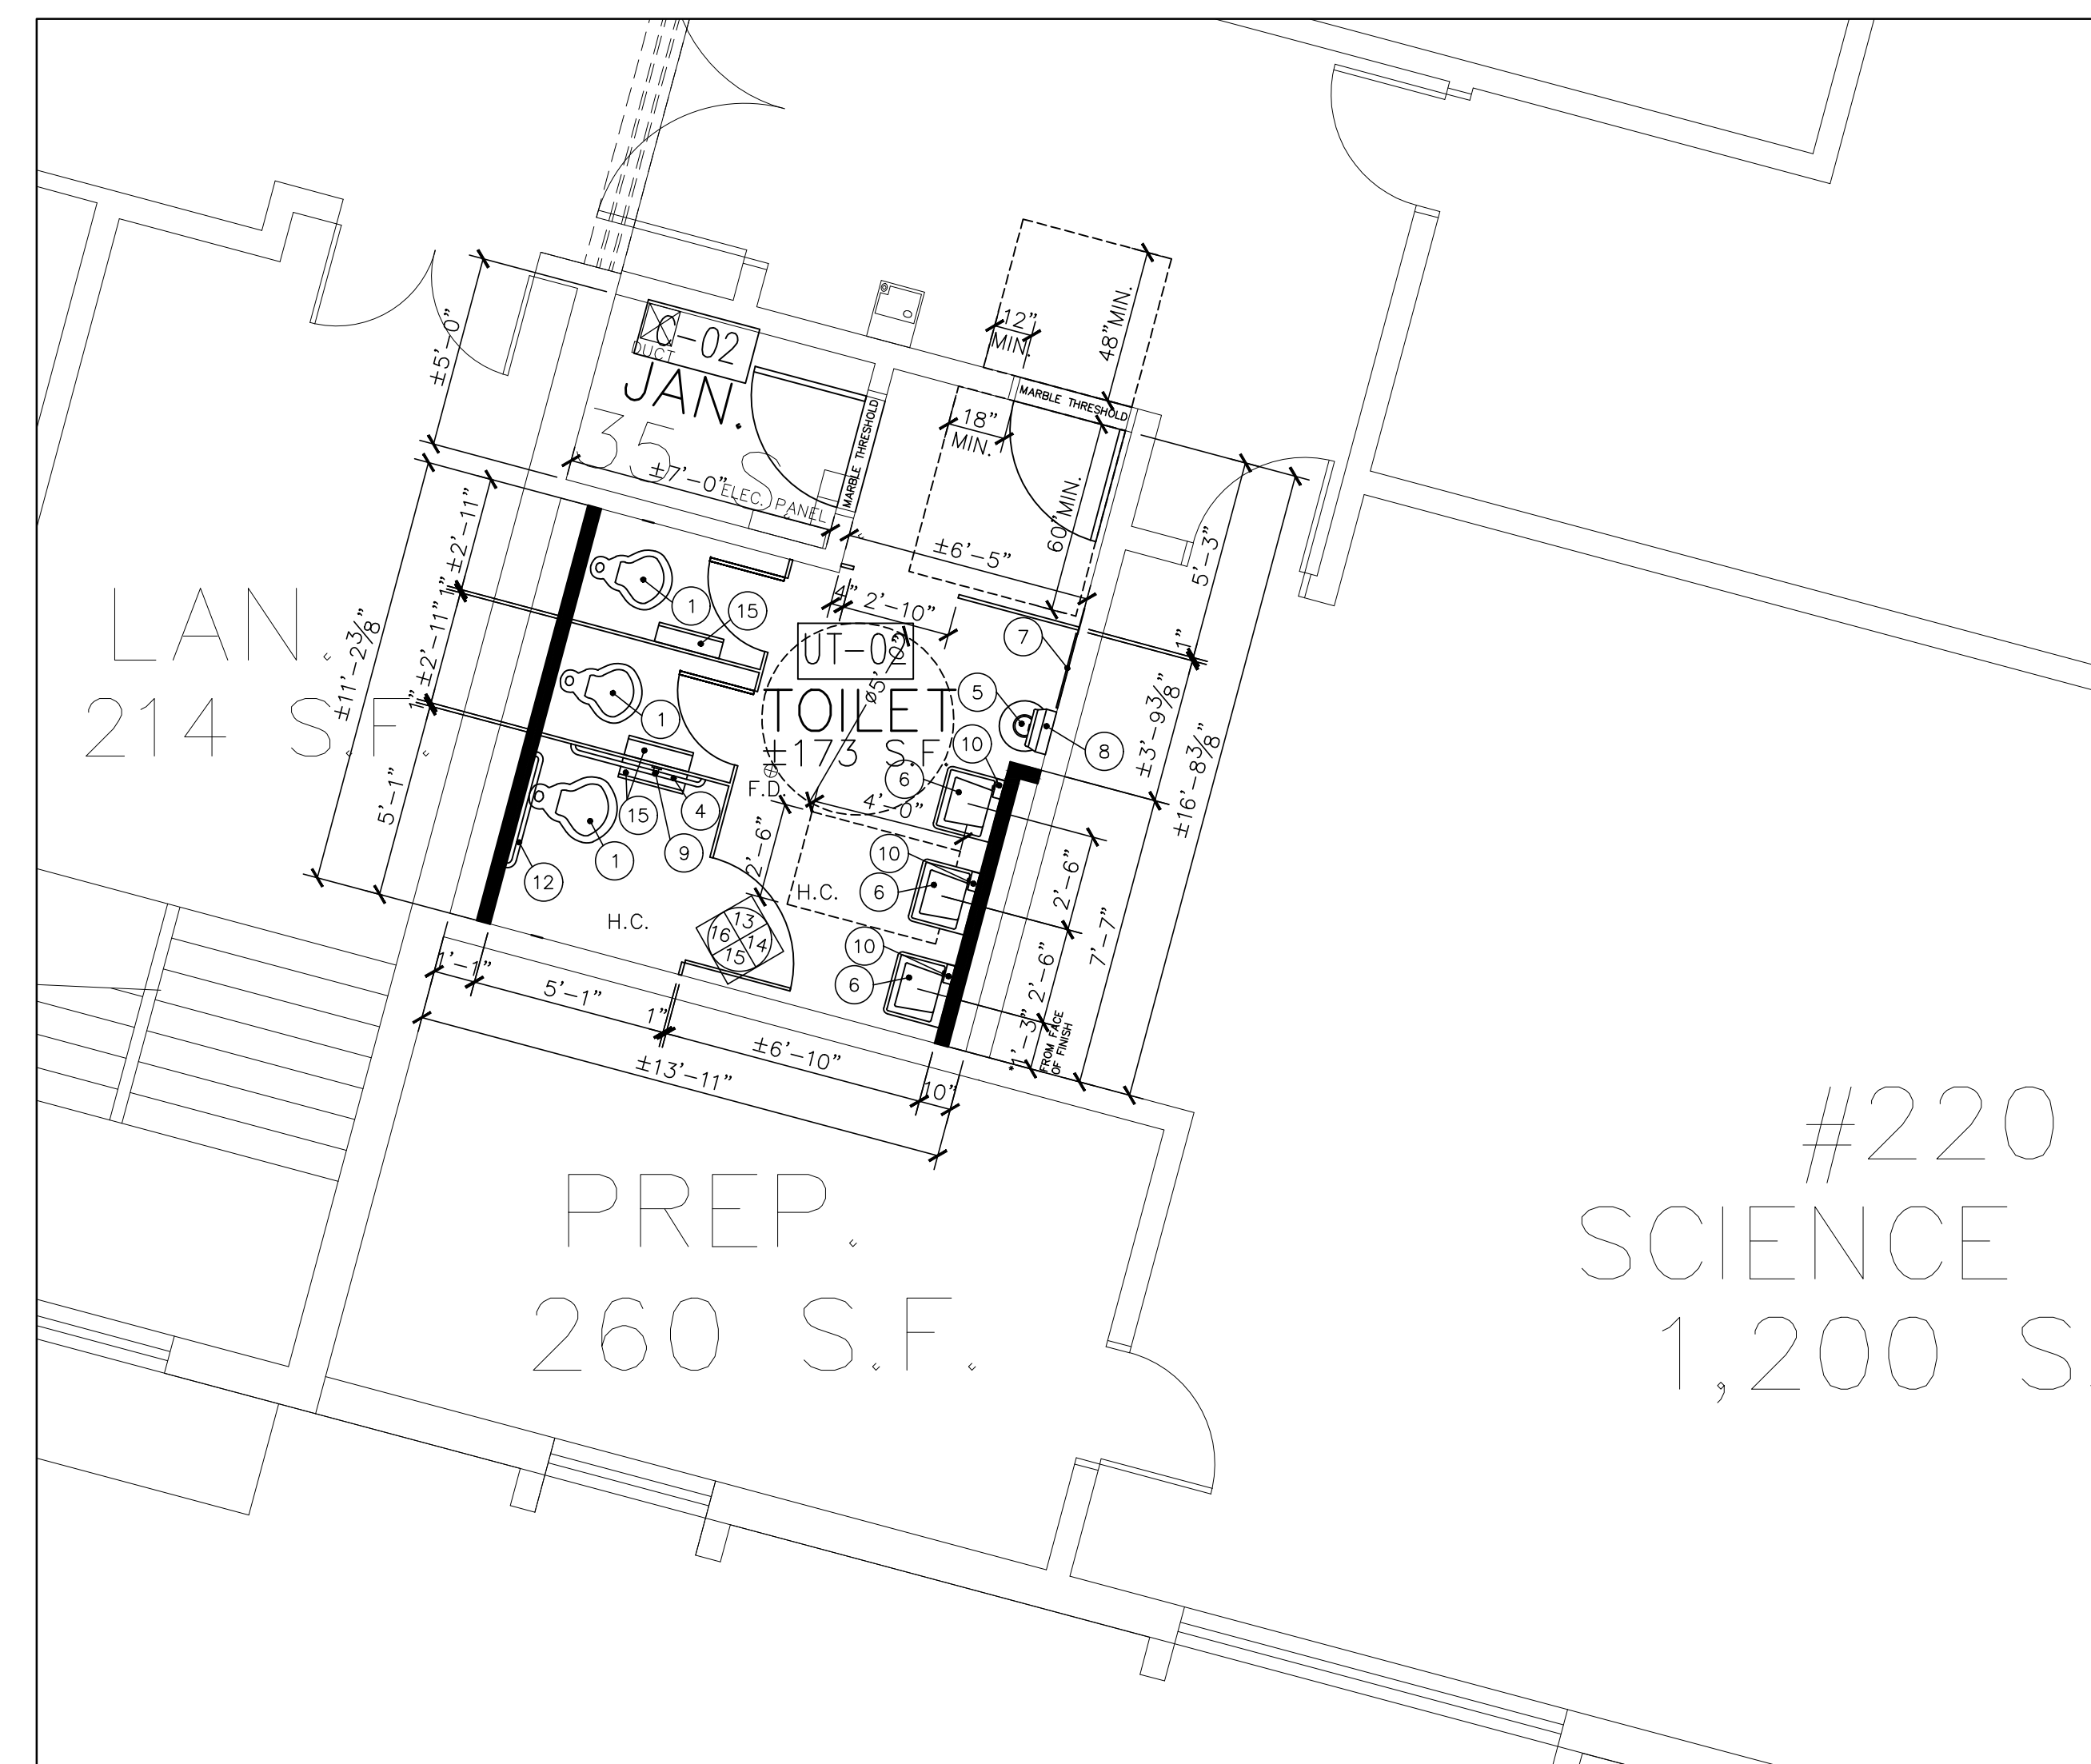 12"
MIN.
48"MIN.
C-02
DUCT
JAN.
35 S
±5'-0"
±7'-0"
ELEC. PANEL
MARBLE THRESHOLD
MARBLE THRESHOLD
18"
MIN.
60"MIN.
±6'-5"
5'-3"
±2'-11"
1"
±2'-11"
1"
±11'-2 3/8"
5'-1"
4"
2'-10"
1
15
UT-02
ø5'-0"
TOILET
±173 S.F.
F.D.
7
5
8
10
6
1"
±3'-9 3/8"
±16'-8 3/8"
LAN.
214 S.F.
1
15
4
9
1
12
4'-0"
2'-6"
H.C.
H.C.
10
6
10
6
13
14
15
16
2'-6"
2'-6"
7'-7"
*1'-3"
FROM FACE
OF FINISH
1'-1"
5'-1"
1"
±6'-10"
10"
±13'-11"
PREP.
260 S.F.
#220
SCIENCE
1,200 S.